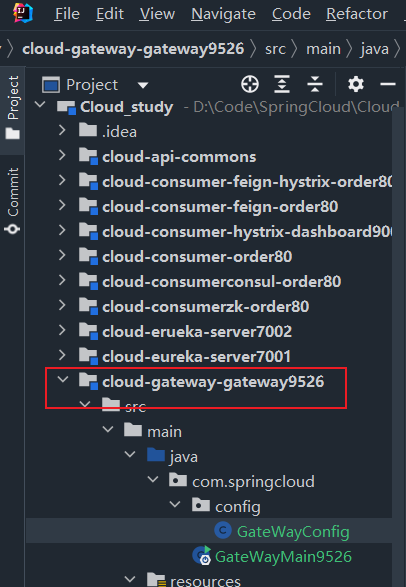 File Edit View Navigate Code Refactor
cloud-gateway-gateway9526 src main java
Project
Project
Commit
Cloud_study - D:\Code\SpringCloud\Cloud
.idea
cloud-api-commons
cloud-consumer-feign-hystrix-order80
cloud-consumer-feign-order80
cloud-consumer-hystrix-dashboard900
cloud-consumer-order80
cloud-consumerconsul-order80
cloud-consumerzk-order80
cloud-erueka-server7002
cloud-eureka-server7001
cloud-gateway-gateway9526
src
main
java
com.springcloud
config
GateWayConfig
GateWayMain9526
resources